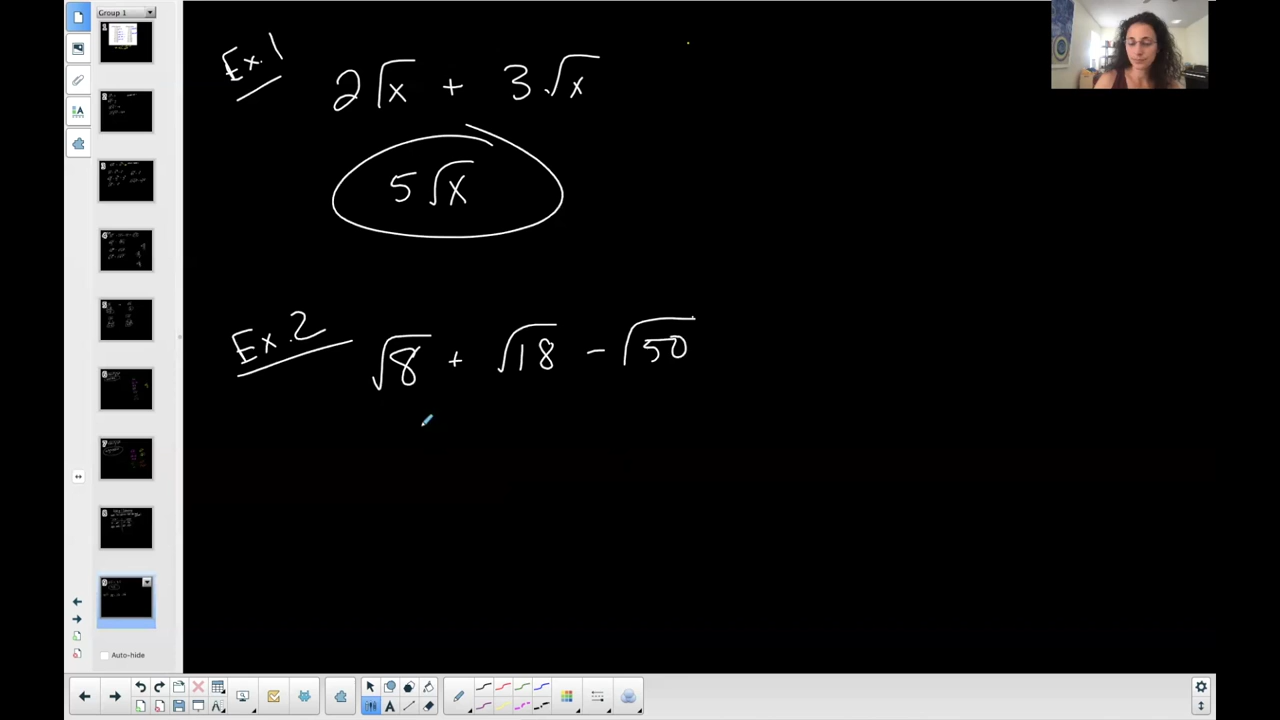 Group 1
Ex.1 2√x + 3√x
5√x
Ex.2 √8 + √18 - √50
Auto-hide